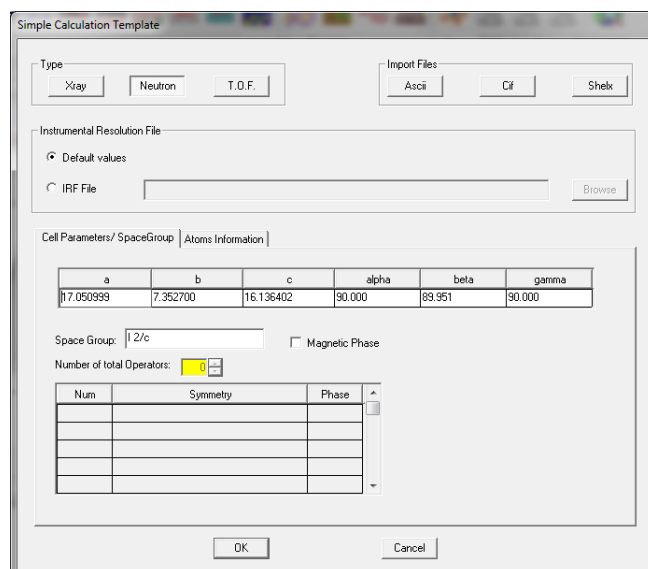 Simple Calculation Template
Type
Import Files
Xray Neutron T.O.F. Ascii Cif Shelx
Instrumental Resolution File
Default values
IRF File Browse
Cell Parameters/ SpaceGroup Atoms Information
a b c alpha beta gamma
17.050999 7.352700 16.136402 90.000 89.951 90.000
Space Group: I 2/c Magnetic Phase
Number of total Operators: 0
Num Symmetry Phase
OK Cancel